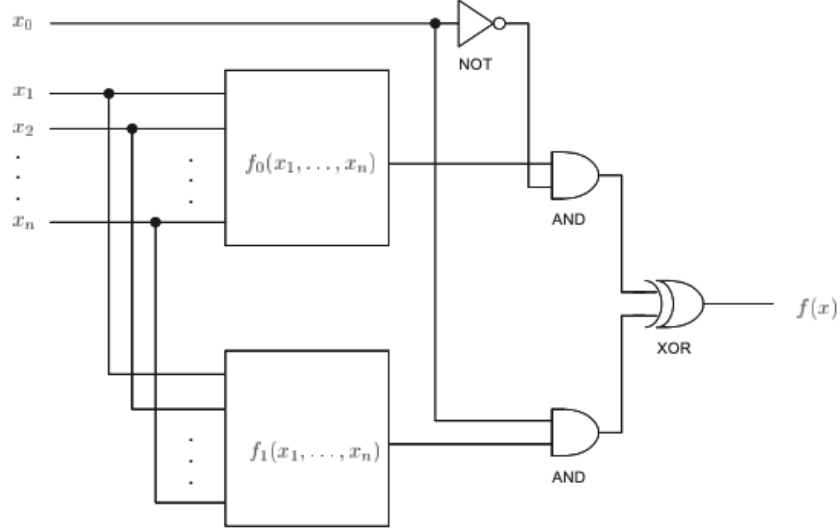 x₀
NOT
x₁
x₂
.
.
.
xₙ
f₀(x₁, . . . , xₙ)
AND
f(x)
XOR
f₁(x₁, . . . , xₙ)
AND